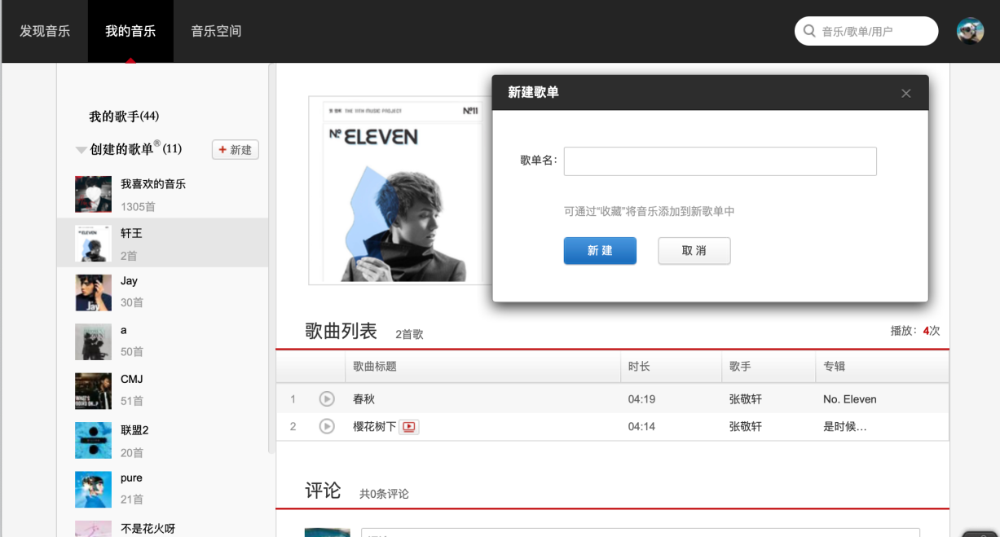 发现音乐
我的音乐
音乐空间
音乐/歌单/用户
我的歌手(44)
创建的歌单®(11)
+ 新建
我喜欢的音乐
1305首
轩王
2首
Jay
30首
a
50首
CMJ
51首
联盟2
20首
pure
21首
不是花火呀
THE 11TH MUSIC PROJECT
Nº11
Nº ELEVEN
新建歌单
歌单名：
可通过“收藏”将音乐添加到新歌单中
新 建
取 消
歌曲列表 2首歌
播放：4次
歌曲标题 时长 歌手 专辑
1 春秋 04:19 张敬轩 No. Eleven
2 樱花树下 04:14 张敬轩 是时候…
评论 共0条评论